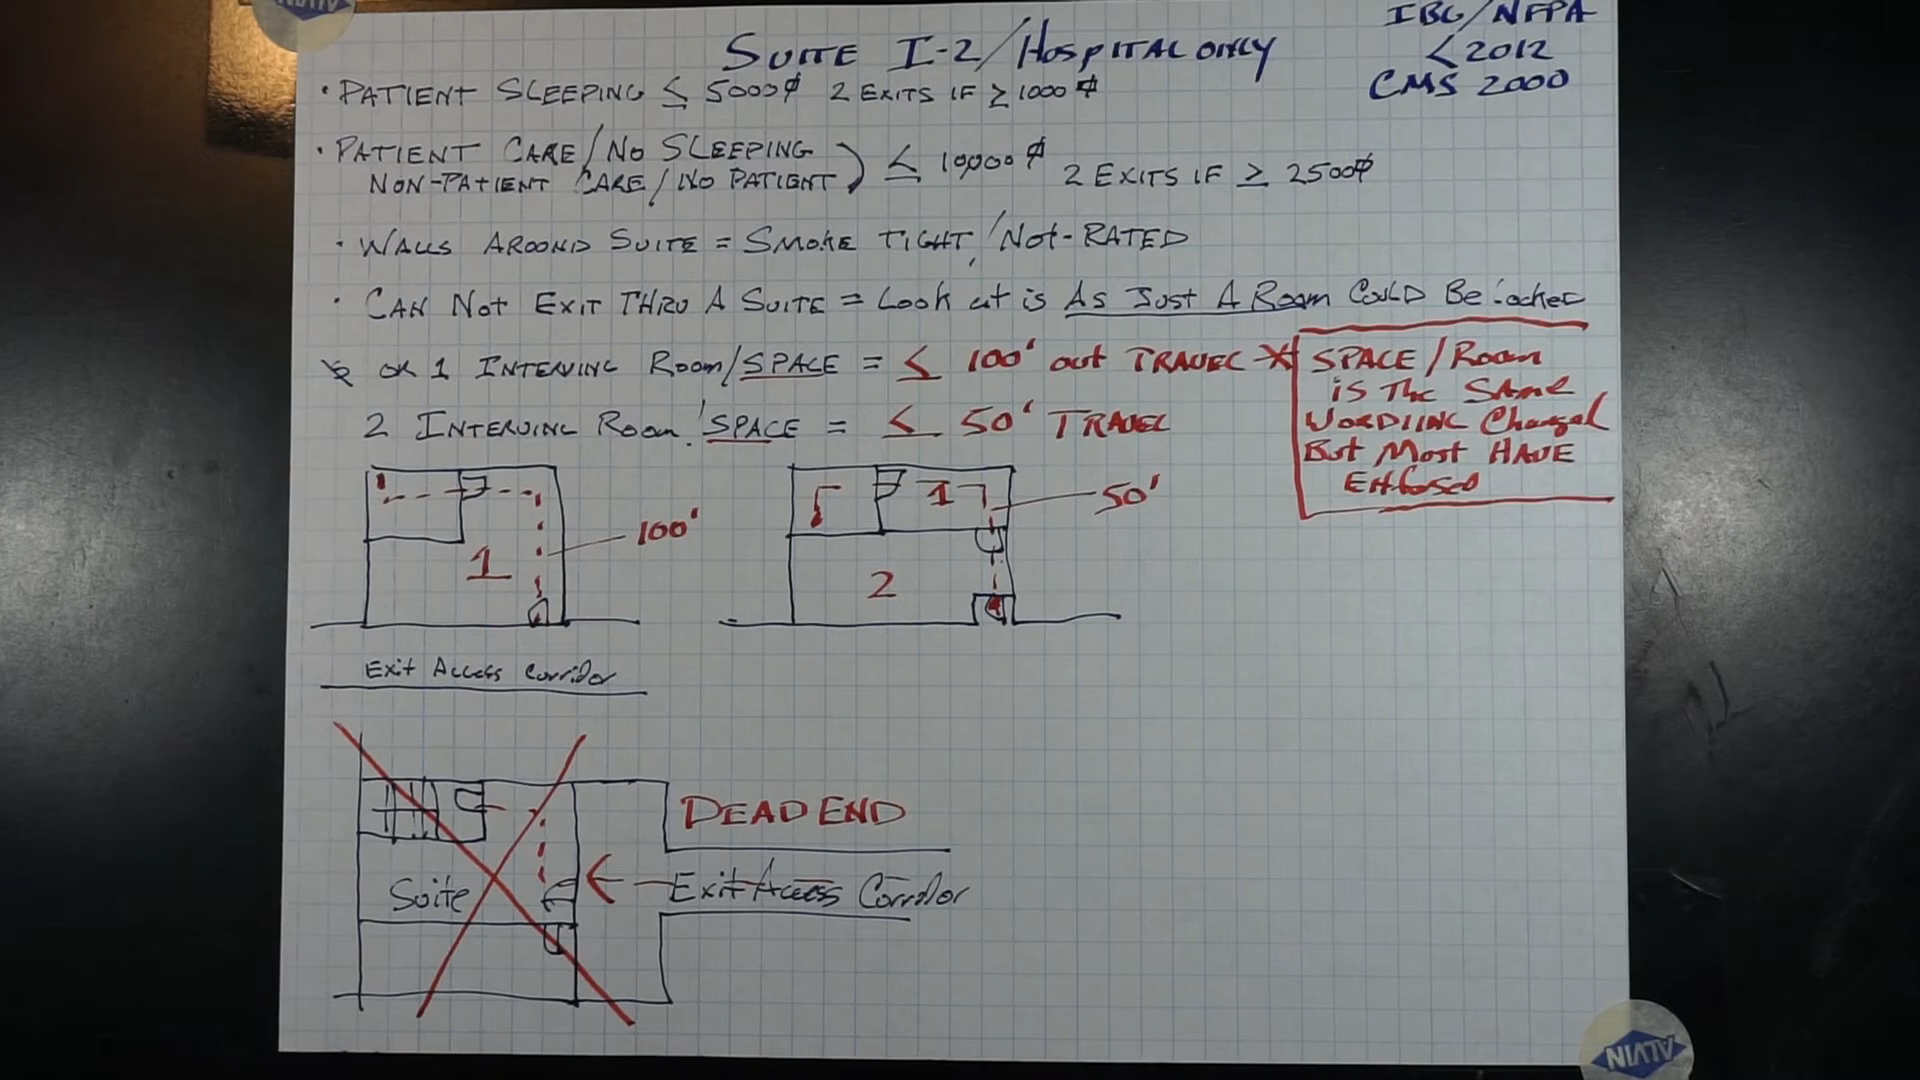 SUITE I-2/HOSPITAL ONLY
IBC/NFPA
<2012
CMS 2000
• PATIENT SLEEPING ≤ 5000⌀ 2 EXITS IF ≥ 1000⌀
• PATIENT CARE/NO SLEEPING
NON-PATIENT CARE/NO PATIENT) ≤ 10,000⌀ 2 EXITS IF ≥ 2500⌀
• WALLS AROUND SUITE = SMOKE TIGHT/NOT-RATED
• CAN NOT EXIT THRU A SUITE = Look at is AS JUST A ROOM COULD BE Locked
OR 1 INTERVING ROOM/SPACE = ≤ 100' out TRAVEL *
2 INTERVING ROOM/SPACE = ≤ 50' TRAVEL
SPACE/ROOM
IS THE SAME
WORDIING Changed
But MOST HAVE
1
100'
1
2
50'
Exit Access Corridor
DEAD END
Suite
Exit Access Corridor
NIVTV